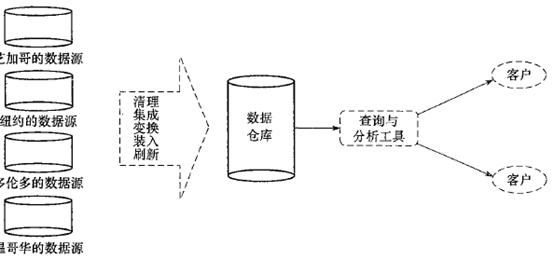 芝加哥的数据源
纽约的数据源
多伦多的数据源
温哥华的数据源
清理
集成
变换
装入
刷新
数据
仓库
查询与
分析工具
客户
客户